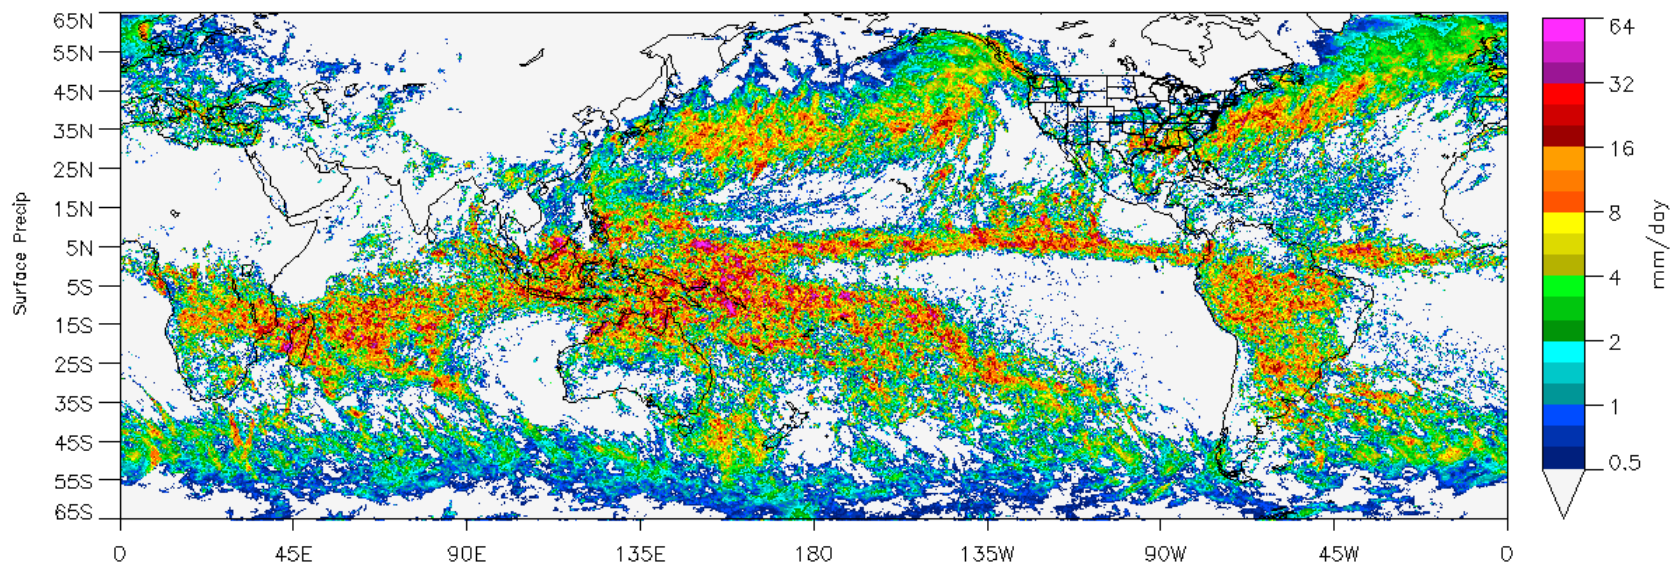 65N
55N
45N
35N
25N
15N
5N
5S
15S
25S
35S
45S
55S
65S
Surface Precip
0 45E 90E 135E 180 135W 90W 45W 0
64
32
16
8
4
2
1
0.5
mm/day